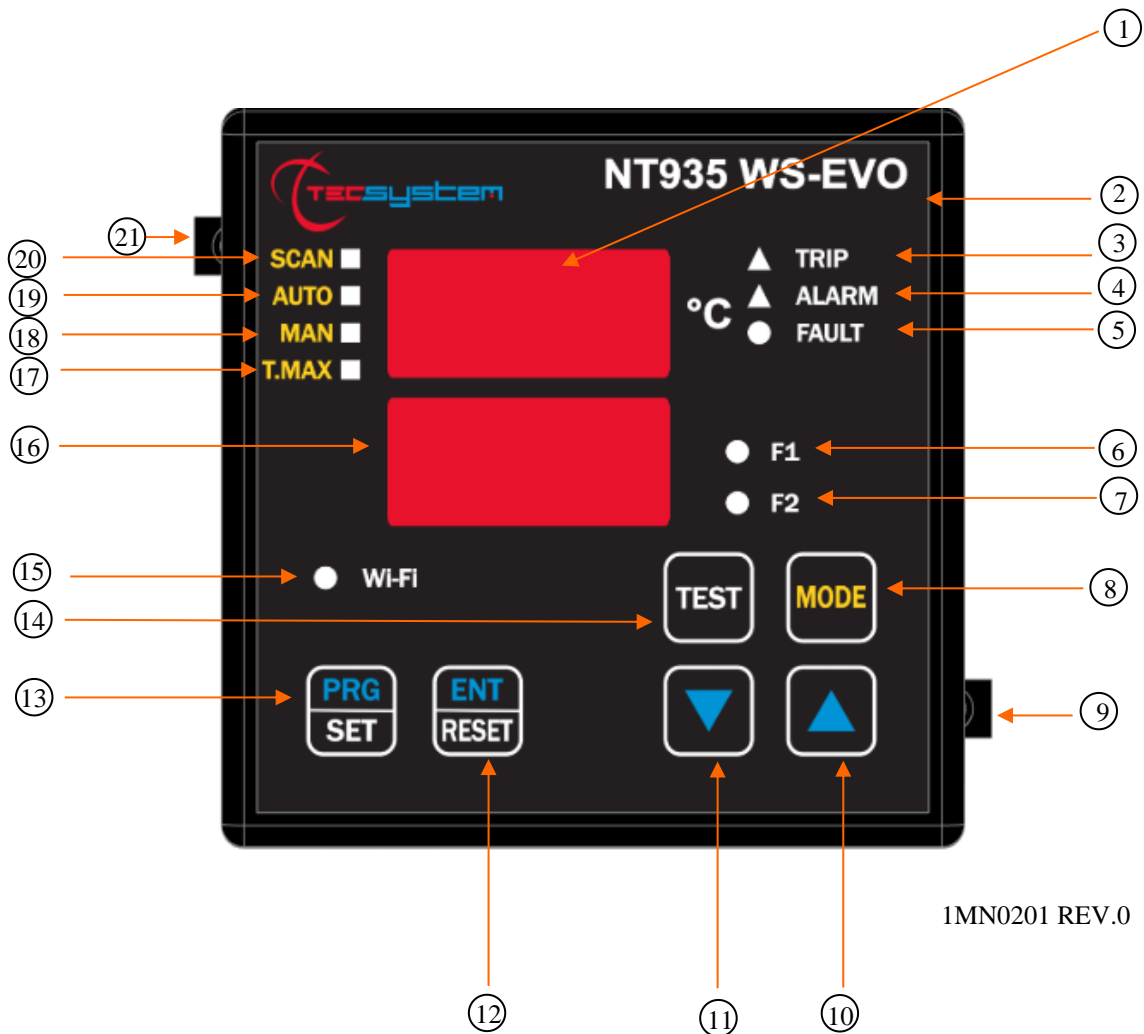 1
NT935 WS-EVO
TECSYSTEM
2
21
20
SCAN
TRIP
3
19
AUTO
°C
ALARM
4
18
MAN
FAULT
5
17
T.MAX
16
F1
6
F2
7
15
Wi-Fi
14
TEST
MODE
8
13
PRG
SET
ENT
RESET
9
1MN0201 REV.0
12
11
10